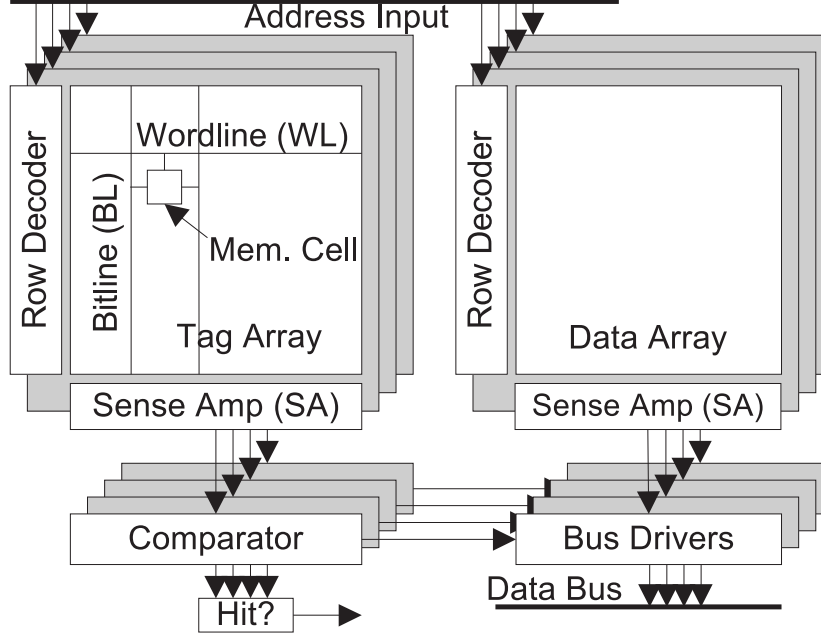 Address Input
Row Decoder
Wordline (WL)
Bitline (BL)
Mem. Cell
Tag Array
Row Decoder
Data Array
Sense Amp (SA)
Sense Amp (SA)
Comparator
Bus Drivers
Hit?
Data Bus